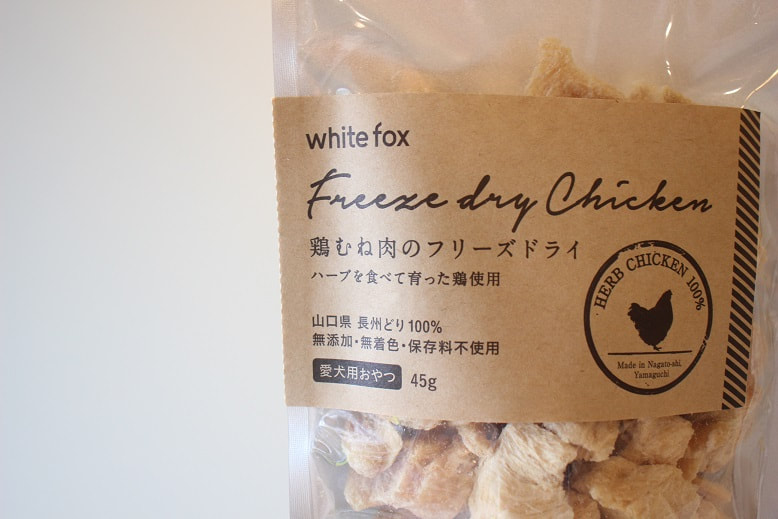 white fox
Freeze dry Chicken
鶏むね肉のフリーズドライ
ハーブを食べて育った鶏使用
山口県 長州どり100%
無添加・無着色・保存料不使用
愛犬用おやつ 45g
HERB CHICKEN 100%
Made in Nagato-shi,
Yamaguchi